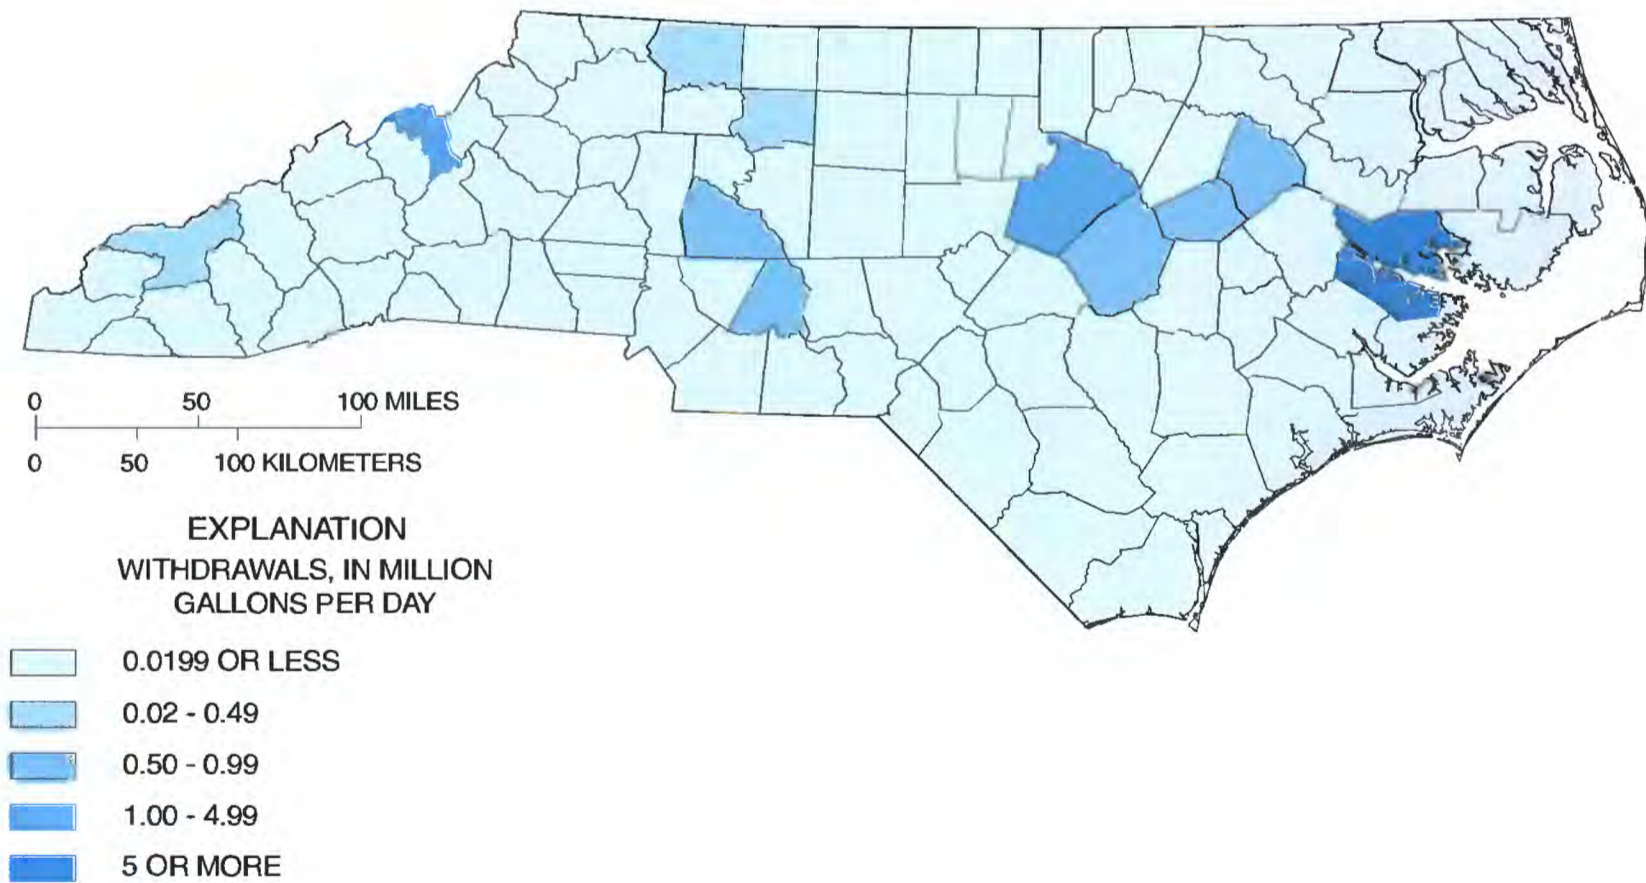 0 50 100 MILES
0 50 100 KILOMETERS
EXPLANATION
WITHDRAWALS, IN MILLION
GALLONS PER DAY
0.0199 OR LESS
0.02 - 0.49
0.50 - 0.99
1.00 - 4.99
5 OR MORE